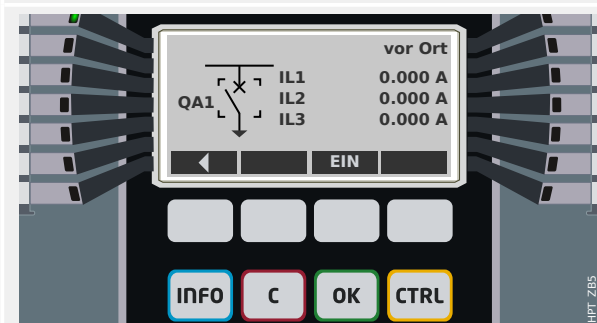 vor Ort
IL1 0.000 A
QA1 IL2 0.000 A
IL3 0.000 A
EIN
INFO C OK CTRL
HPT_ZB5